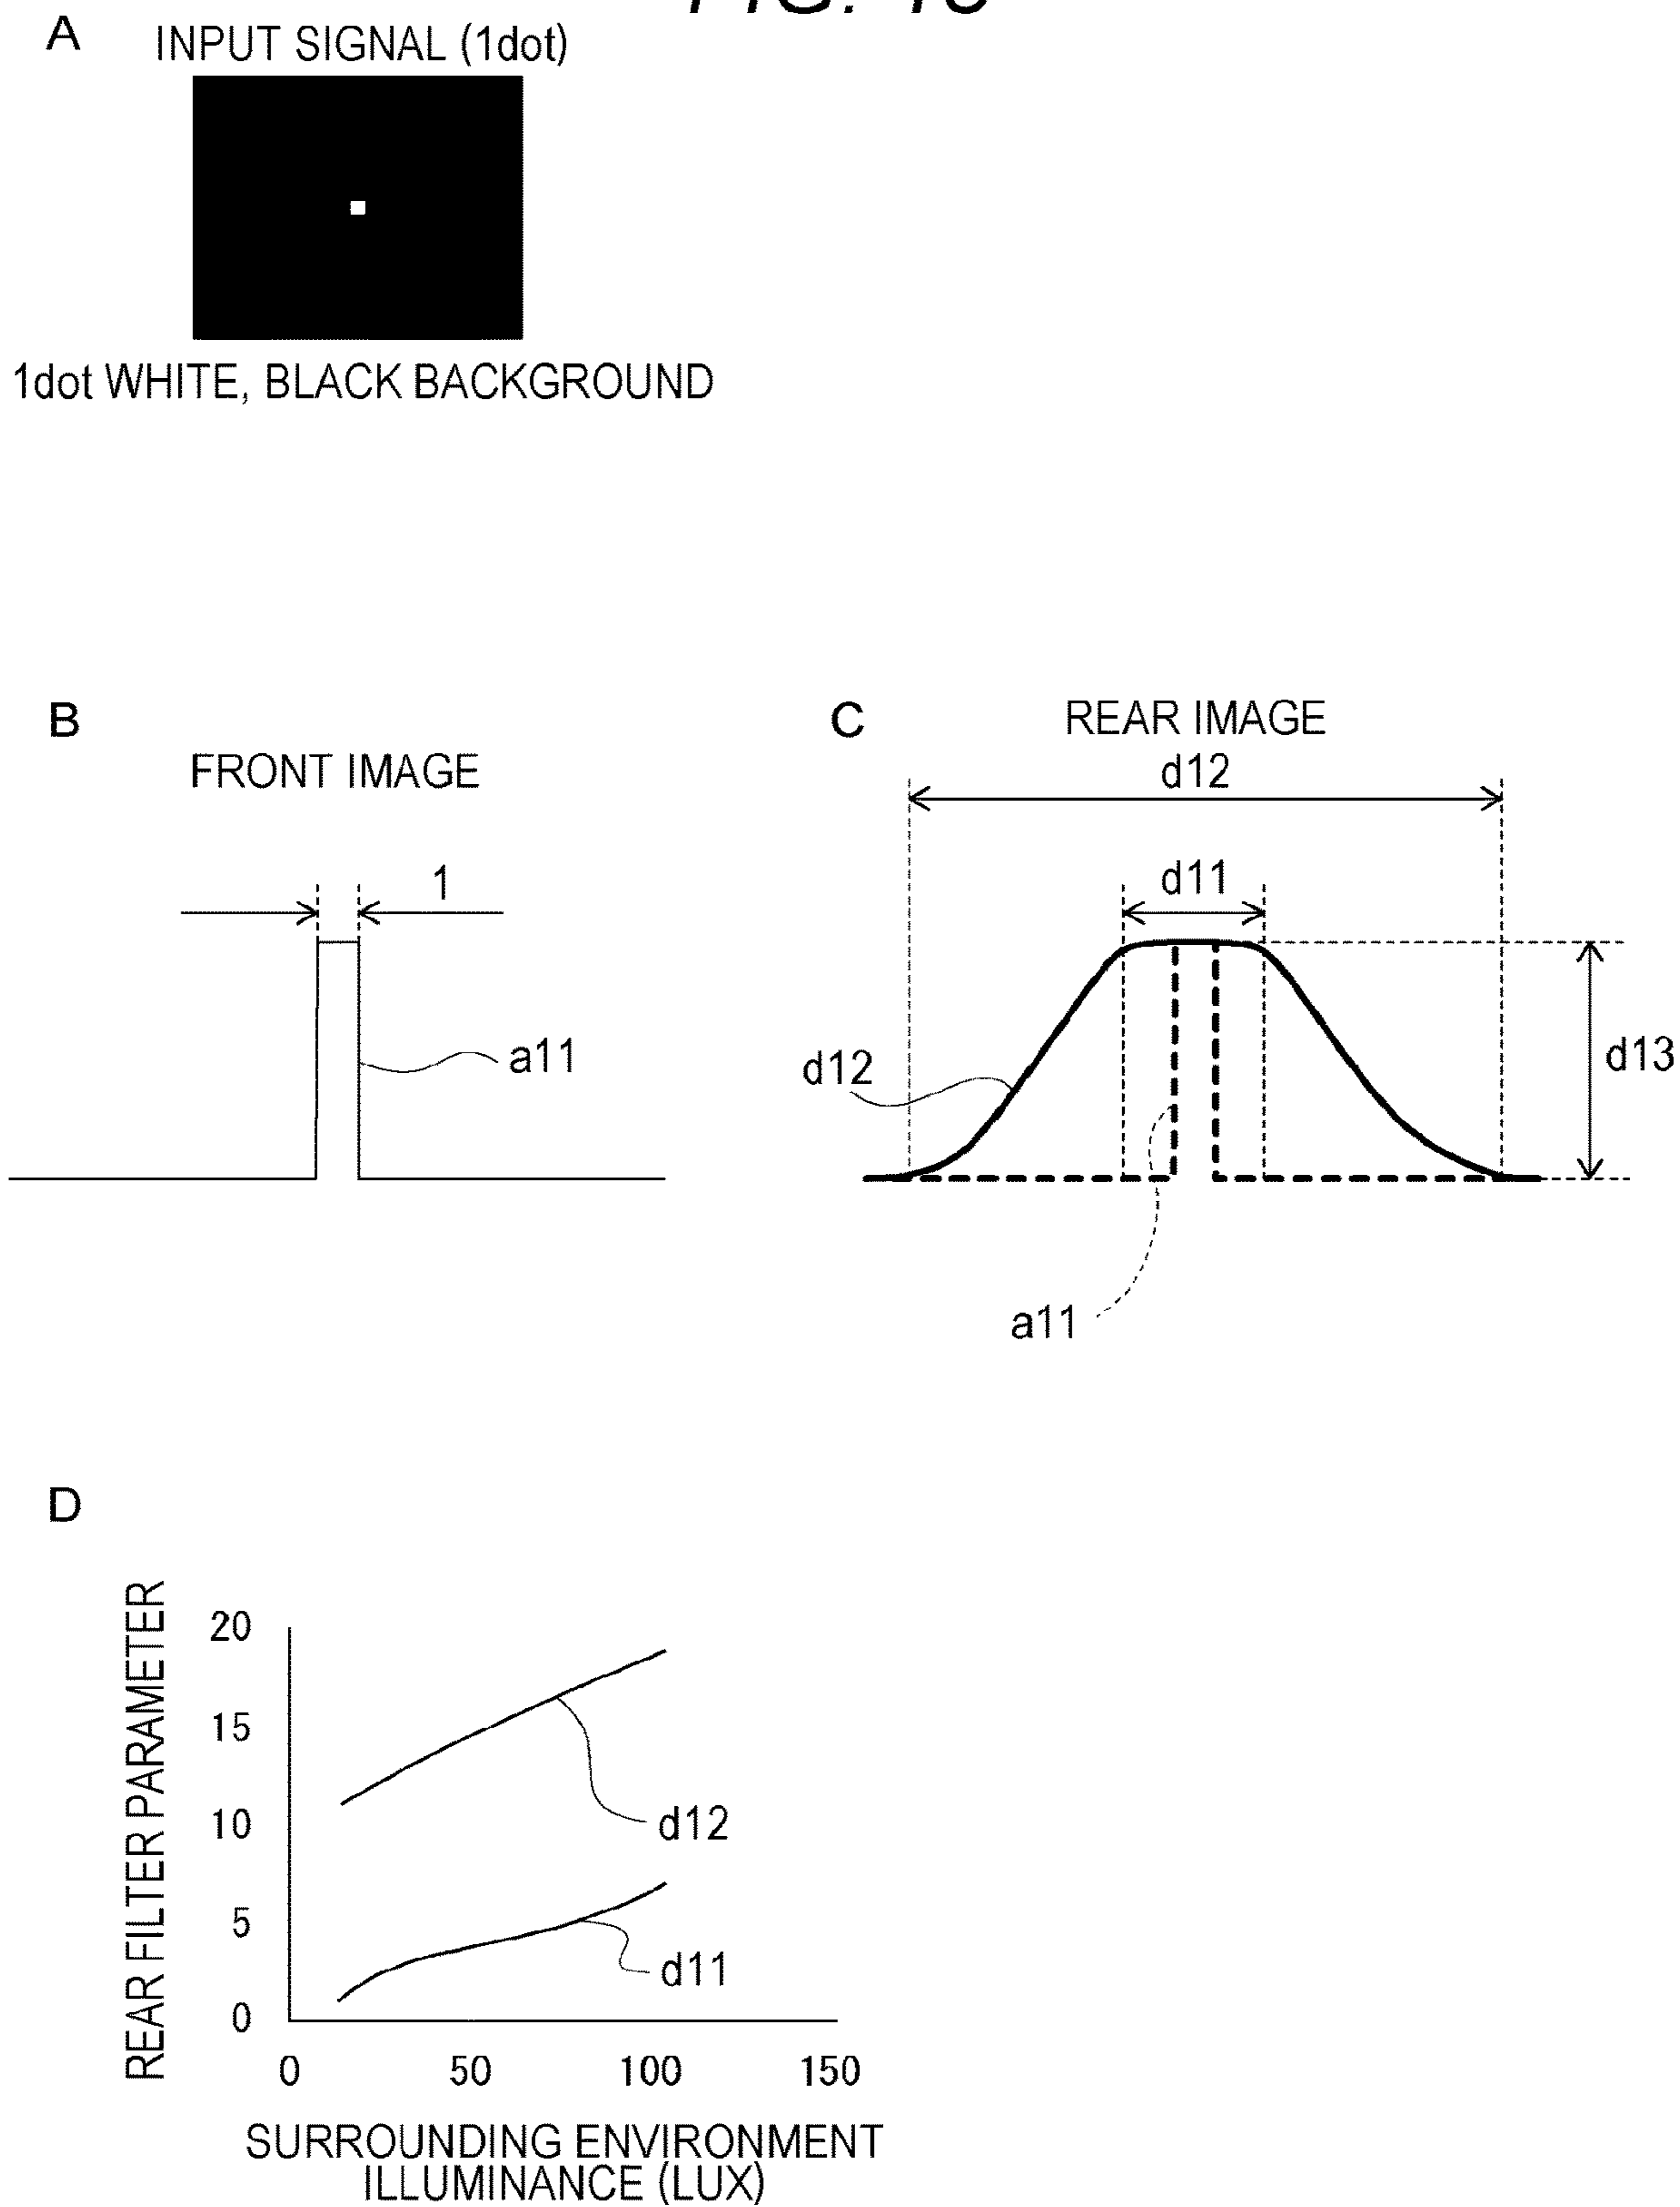 A
INPUT SIGNAL (1dot)
1dot WHITE, BLACK BACKGROUND
B
FRONT IMAGE
1
a11
C
REAR IMAGE
d12
d11
d12
d13
a11
D
REAR FILTER PARAMETER
20
15
10
5
0
d12
d11
0 50 100 150
SURROUNDING ENVIRONMENT
ILLUMINANCE (LUX)